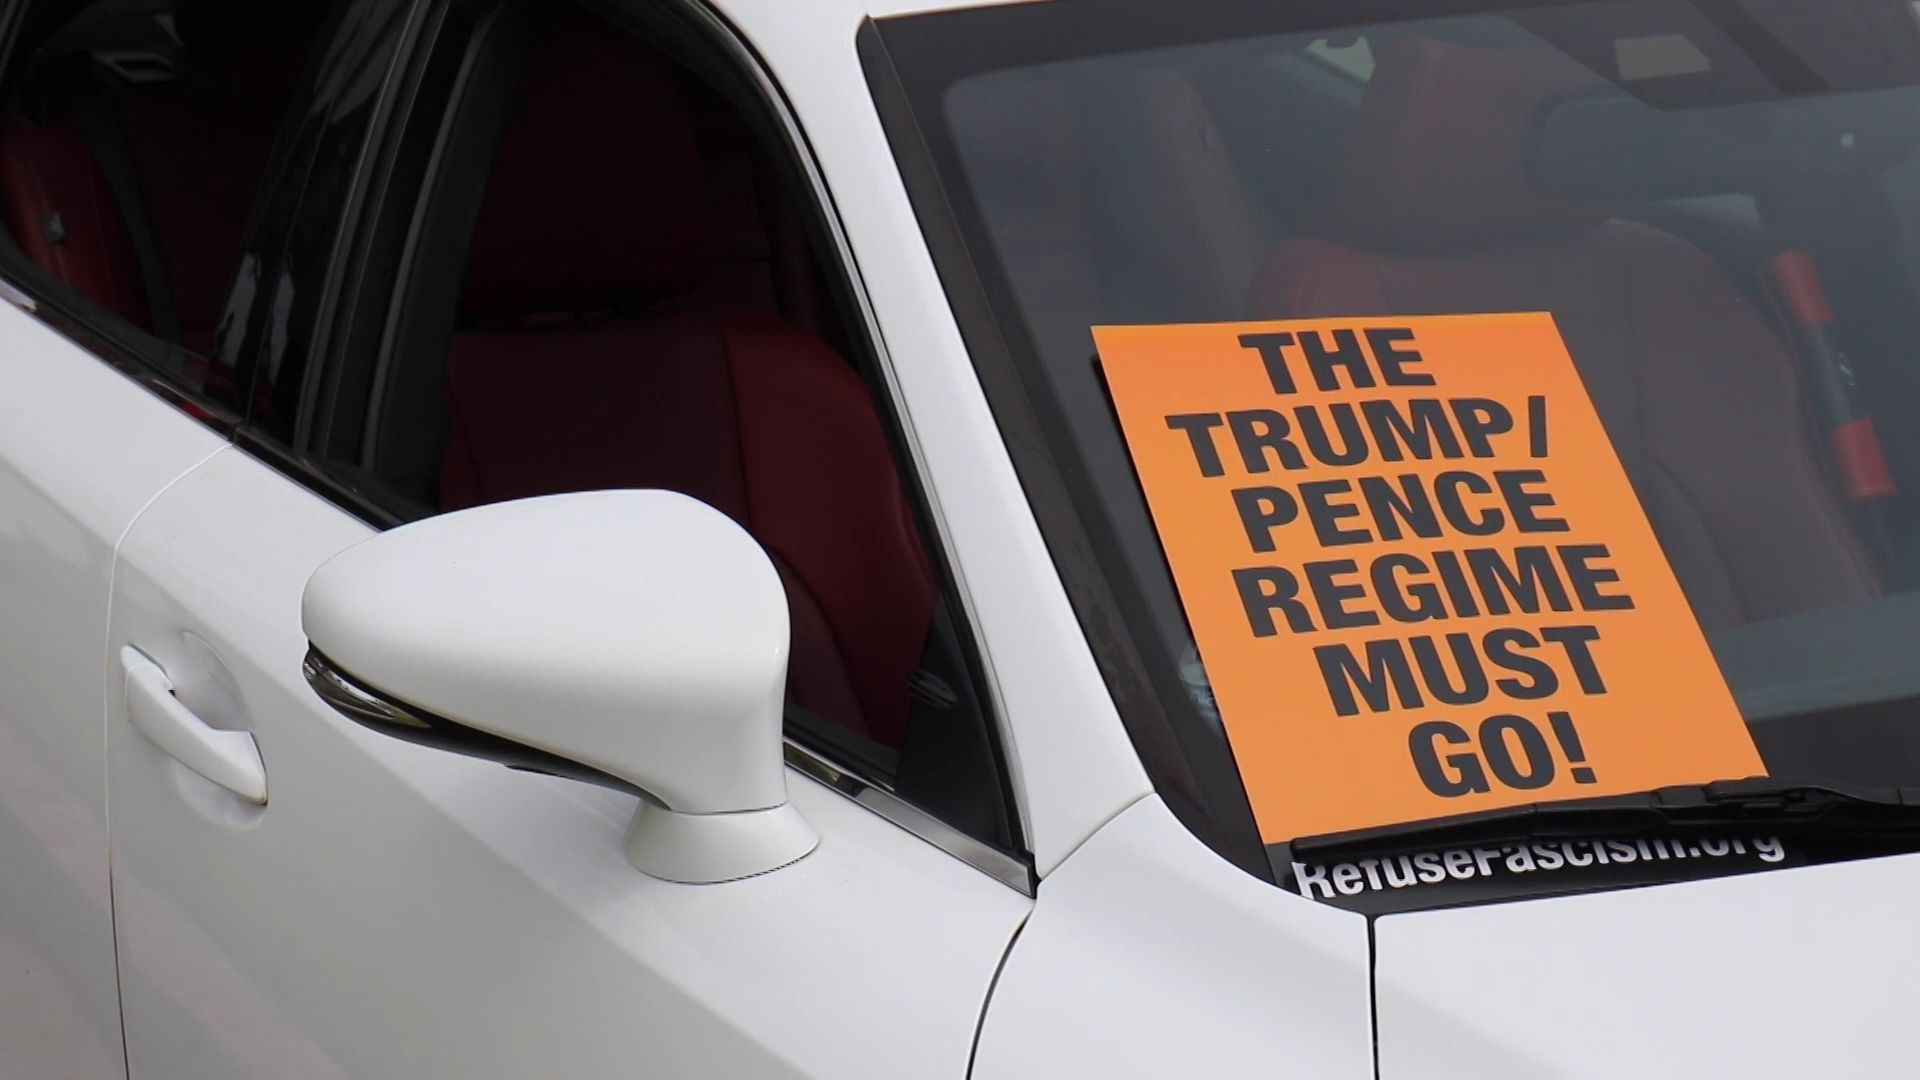 THE
TRUMP/
PENCE
REGIME
MUST
GO!
RefuseFascism.org